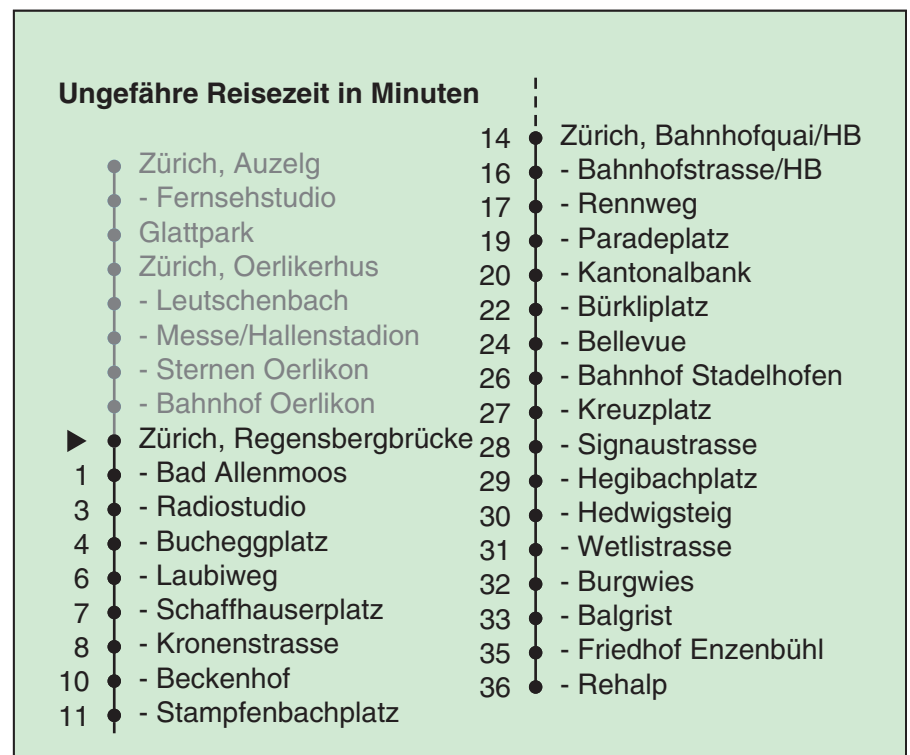 Ungefähre Reisezeit in Minuten
Zürich, Auzelg
- Fernsehstudio
Glattpark
Zürich, Oerlikerhus
- Leutschenbach
- Messe/Hallenstadion
- Sternen Oerlikon
- Bahnhof Oerlikon
Zürich, Regensbergbrücke
1 - Bad Allenmoos
3 - Radiostudio
4 - Bucheggplatz
6 - Laubiweg
7 - Schaffhauserplatz
8 - Kronenstrasse
10 - Beckenhof
11 - Stampfenbachplatz
14 Zürich, Bahnhofquai/HB
16 - Bahnhofstrasse/HB
17 - Rennweg
19 - Paradeplatz
20 - Kantonalbank
22 - Bürkliplatz
24 - Bellevue
26 - Bahnhof Stadelhofen
27 - Kreuzplatz
28 - Signaustrasse
29 - Hegibachplatz
30 - Hedwigsteig
31 - Wetlistrasse
32 - Burgwies
33 - Balgrist
35 - Friedhof Enzenbühl
36 - Rehalp